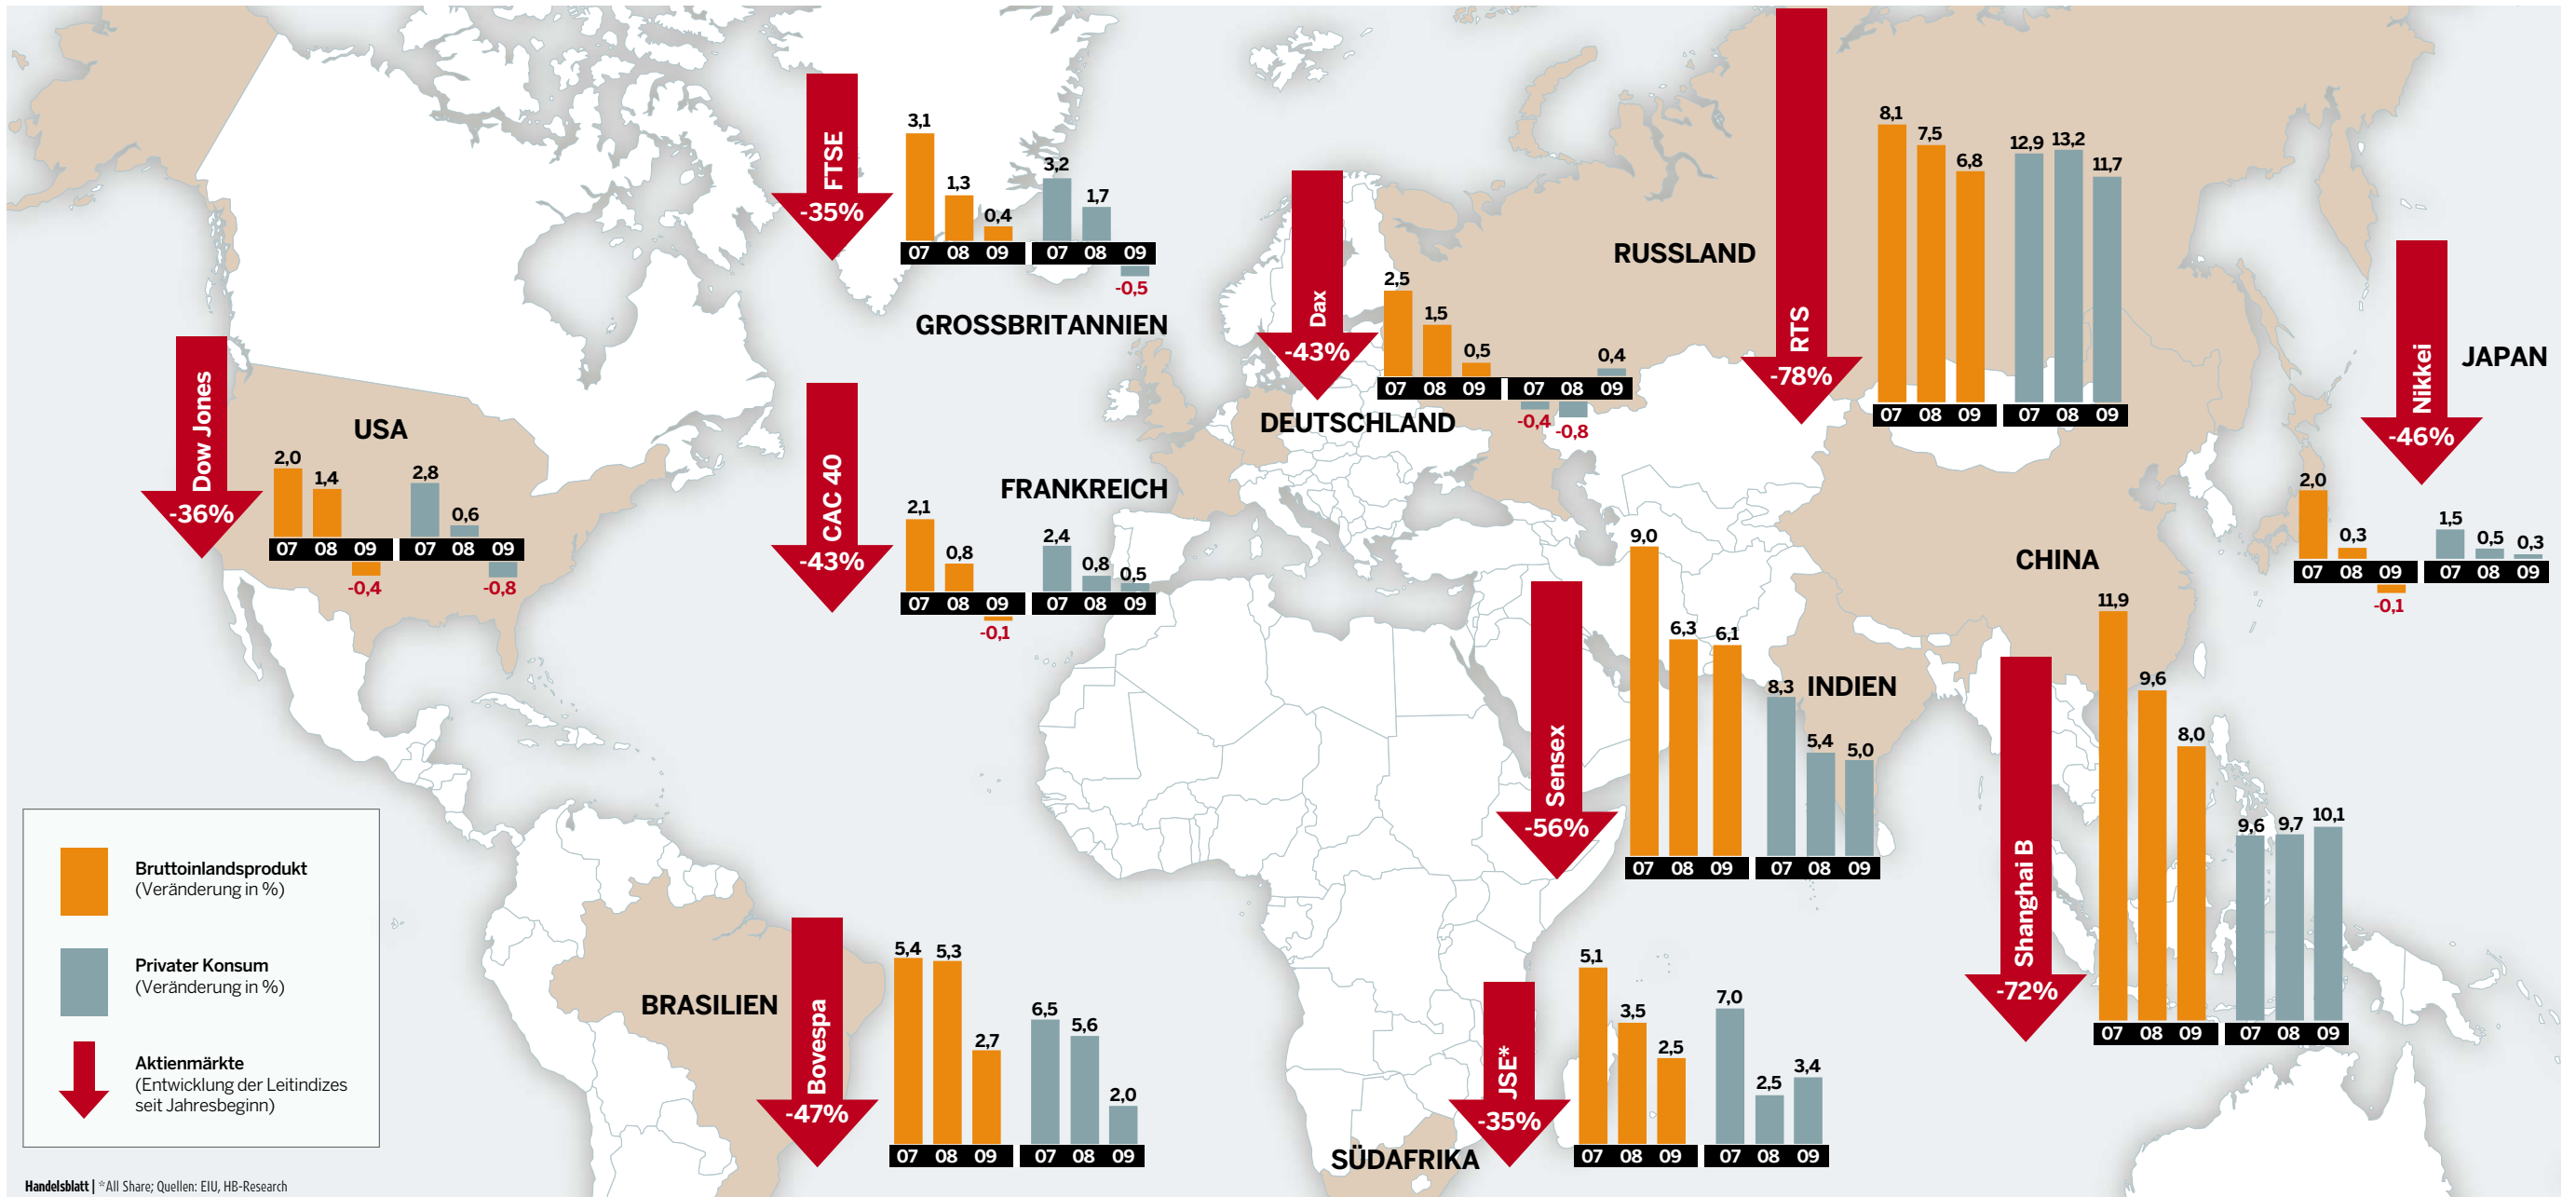 FTSE
-35%
3,1
1,3
0,4
07 08 09
3,2
1,7
07 08 09
-0,5
GROSSBRITANNIEN
Dow Jones
-36%
USA
2,0
1,4
07 08 09
-0,4
2,8
0,6
07 08 09
-0,8
CAC 40
-43%
FRANKREICH
2,1
0,8
07 08 09
-0,1
2,4
0,8
0,5
07 08 09
Dax
-43%
DEUTSCHLAND
2,5
1,5
0,5
07 08 09
0,4
07 08 09
-0,4
-0,8
RUSSLAND
RTS
-78%
8,1
7,5
6,8
07 08 09
12,9
13,2
11,7
07 08 09
Nikkei
-46%
JAPAN
2,0
0,3
07 08 09
-0,1
1,5
0,5
0,3
07 08 09
Sensex
-56%
INDIEN
9,0
6,3
6,1
07 08 09
8,3
5,4
5,0
07 08 09
CHINA
Shanghai B
-72%
11,9
9,6
8,0
07 08 09
9,6
9,7
10,1
07 08 09
BRASILIEN
Bovespa
-47%
5,4
5,3
2,7
07 08 09
6,5
5,6
2,0
07 08 09
SÜDAFRIKA
JSE*
-35%
5,1
3,5
2,5
07 08 09
7,0
2,5
3,4
07 08 09
Bruttoinlandsprodukt
(Veränderung in %)
Privater Konsum
(Veränderung in %)
Aktienmärkte
(Entwicklung der Leitindizes
seit Jahresbeginn)
Handelsblatt | *All Share; Quellen: EIU, HB-Research